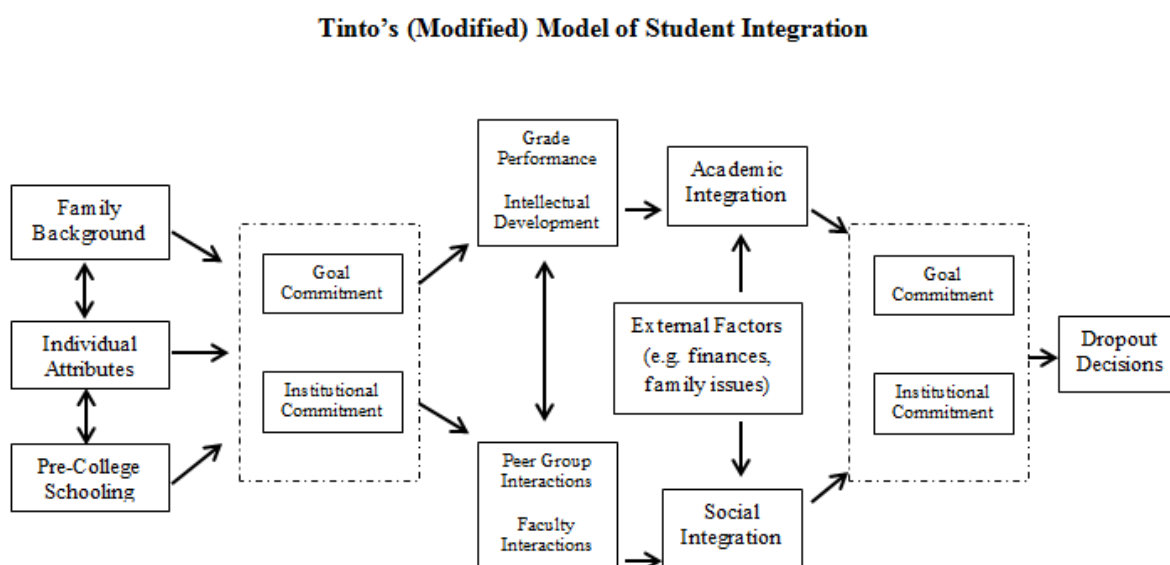 Tinto’s (Modified) Model of Student Integration
Family
Background
Individual
Attributes
Pre-College
Schooling
Goal
Commitment
Institutional
Commitment
Grade
Performance
Intellectual
Development
Peer Group
Interactions
Faculty
Interactions
Academic
Integration
External Factors
(e.g. finances,
family issues)
Social
Integration
Goal
Commitment
Institutional
Commitment
Dropout
Decisions